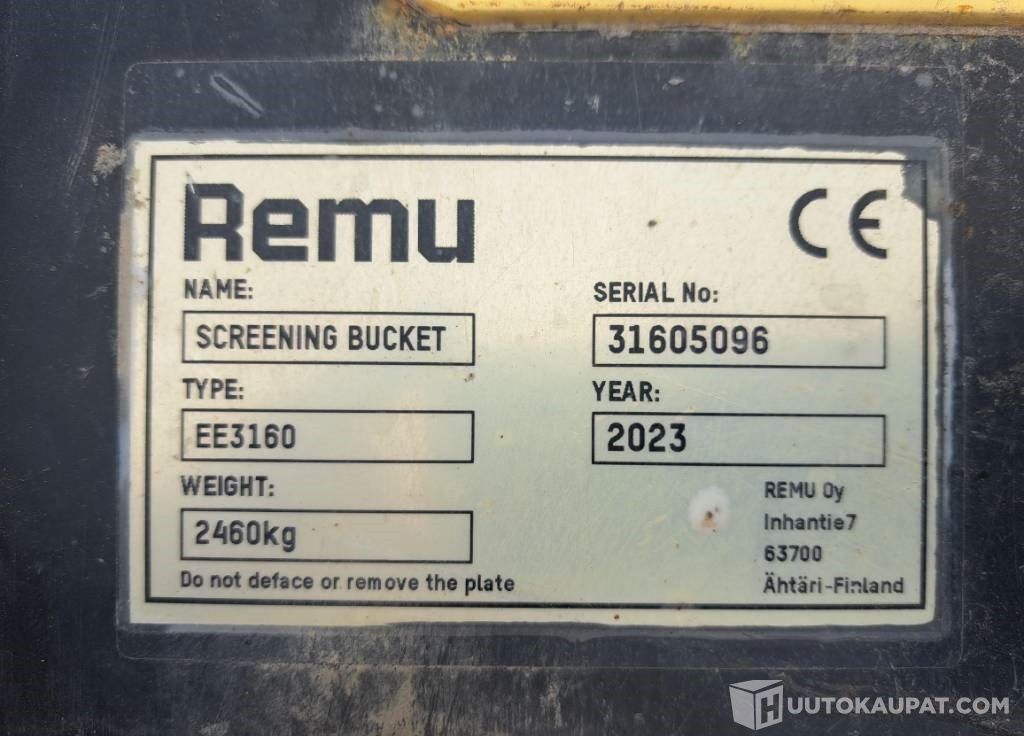 Remu
CE
NAME:
SCREENING BUCKET
SERIAL No:
31605096
TYPE:
EE3160
YEAR:
2023
WEIGHT:
2460kg
REMU Oy
Inhantie7
63700
Ähtäri-Finland
Do not deface or remove the plate
HUUTOKAUPAT.COM